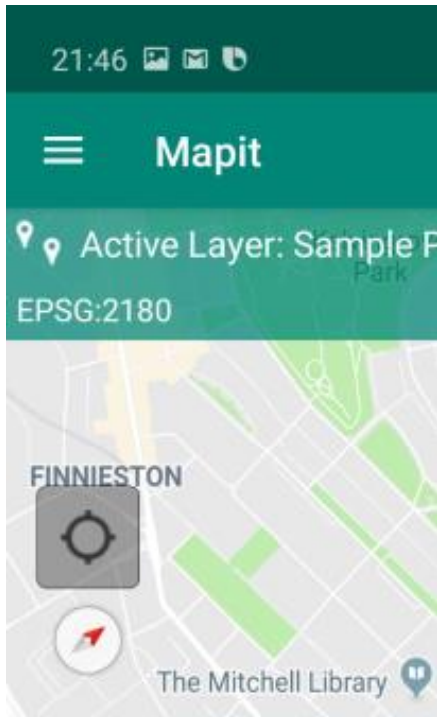 21:46
Mapit
Active Layer: Sample P
Park
EPSG:2180
FINNIESTON
The Mitchell Library